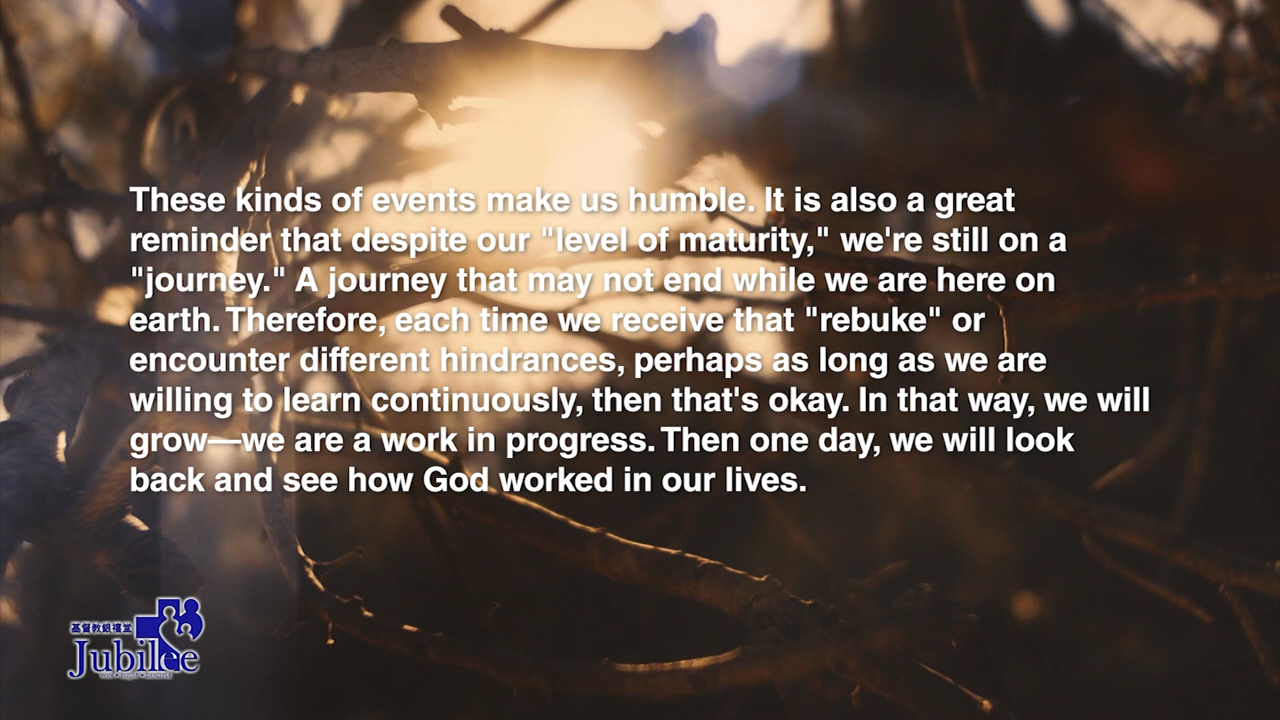 These kinds of events make us humble. It is also a great
reminder that despite our "level of maturity," we're still on a
"journey." A journey that may not end while we are here on
earth. Therefore, each time we receive that "rebuke" or
encounter different hindrances, perhaps as long as we are
willing to learn continuously, then that's okay. In that way, we will
grow—we are a work in progress. Then one day, we will look
back and see how God worked in our lives.
基督教銀禧堂
Jubilee